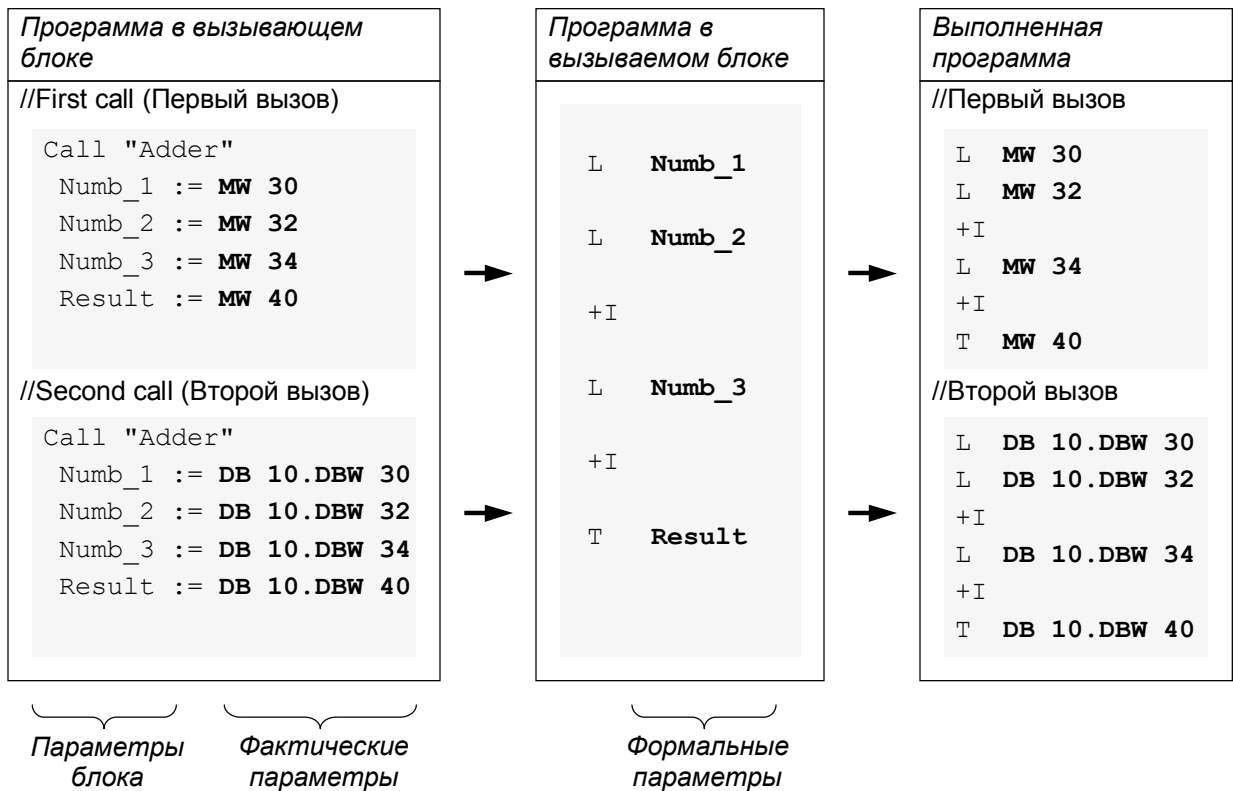 Программа в вызывающем
блоке
//First call (Первый вызов)
Call "Adder"
Numb_1 := MW 30
Numb_2 := MW 32
Numb_3 := MW 34
Result := MW 40
//Second call (Второй вызов)
Call "Adder"
Numb_1 := DB 10.DBW 30
Numb_2 := DB 10.DBW 32
Numb_3 := DB 10.DBW 34
Result := DB 10.DBW 40
Параметры
блока
Фактические
параметры
Программа в
вызываемом блоке
L Numb_1
L Numb_2
+I
L Numb_3
+I
T Result
Формальные
параметры
Выполненная
программа
//Первый вызов
L MW 30
L MW 32
+I
L MW 34
+I
T MW 40
//Второй вызов
L DB 10.DBW 30
L DB 10.DBW 32
+I
L DB 10.DBW 34
+I
T DB 10.DBW 40